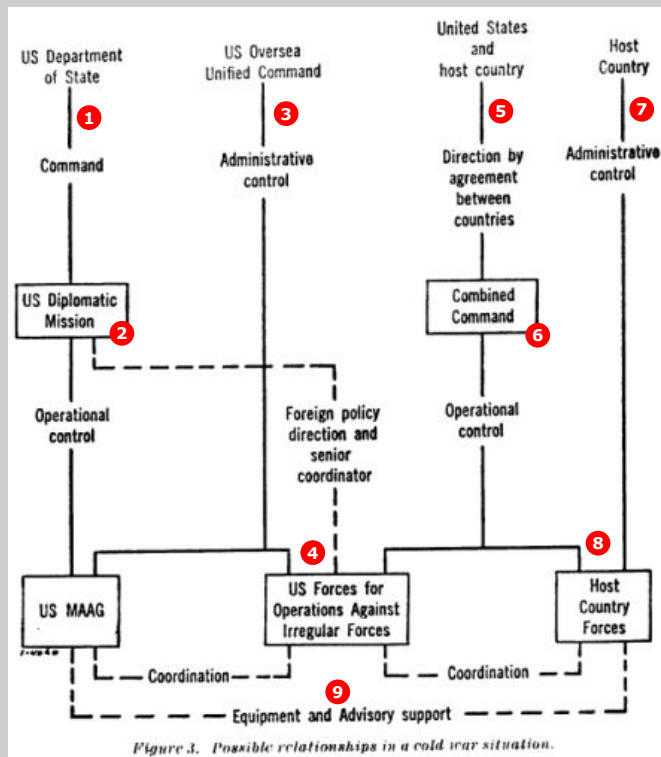 US Department
of State
US Oversea
Unified Command
United States
and
host country
Host
Country
1
3
5
7
Command
Administrative
control
Direction by
agreement
between
countries
Administrative
control
US Diplomatic
Mission
2
Combined
Command
6
Operational
control
Foreign policy
direction and
senior
coordinator
Operational
control
4
8
US MAAG
US Forces for
Operations Against
Irregular Forces
Host
Country
Forces
Coordination
Coordination
9
Equipment and Advisory support
Figure 3. Possible relationships in a cold war situation.